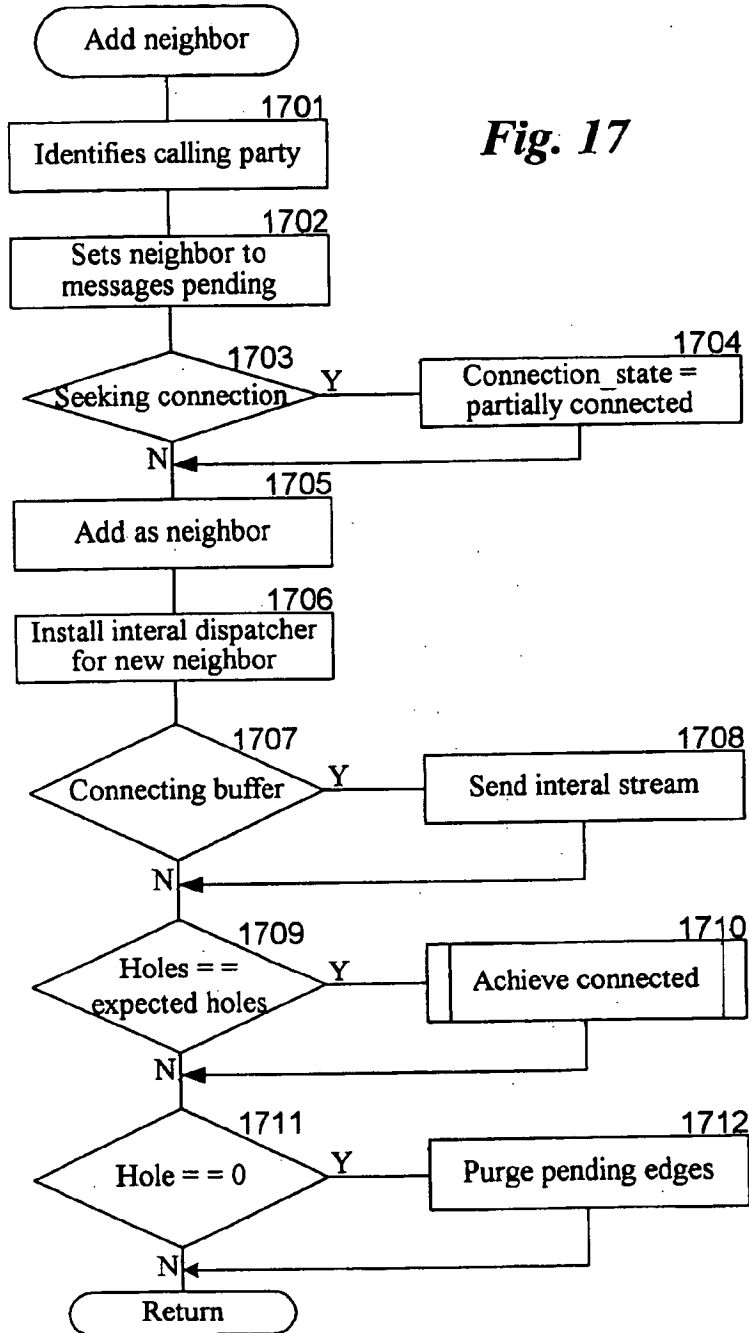 Add neighbor
Fig. 17
1701
Identifies calling party
1702
Sets neighbor to
messages pending
1703
Seeking connection
Y
1704
Connection_state =
partially connected
N
1705
Add as neighbor
1706
Install interal dispatcher
for new neighbor
1707
Connecting buffer
Y
1708
Send interal stream
N
1709
Holes = =
expected holes
Y
1710
Achieve connected
N
1711
Hole = = 0
Y
1712
Purge pending edges
N
Return